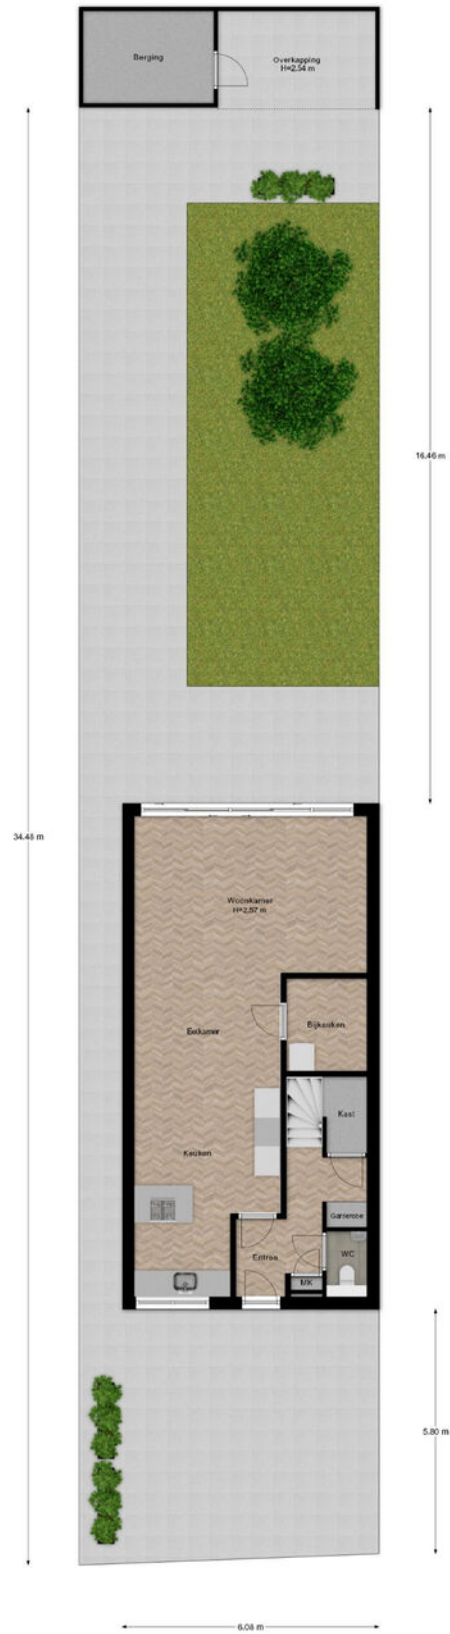 Berging
Overkapping
H=2.54 m
16.46 m
34.48 m
Woonkamer
H=2.57 m
Bijkeuken
Eetkamer
Kast
Keuken
Garderobe
Entree
WC
MK
5.80 m
6.08 m